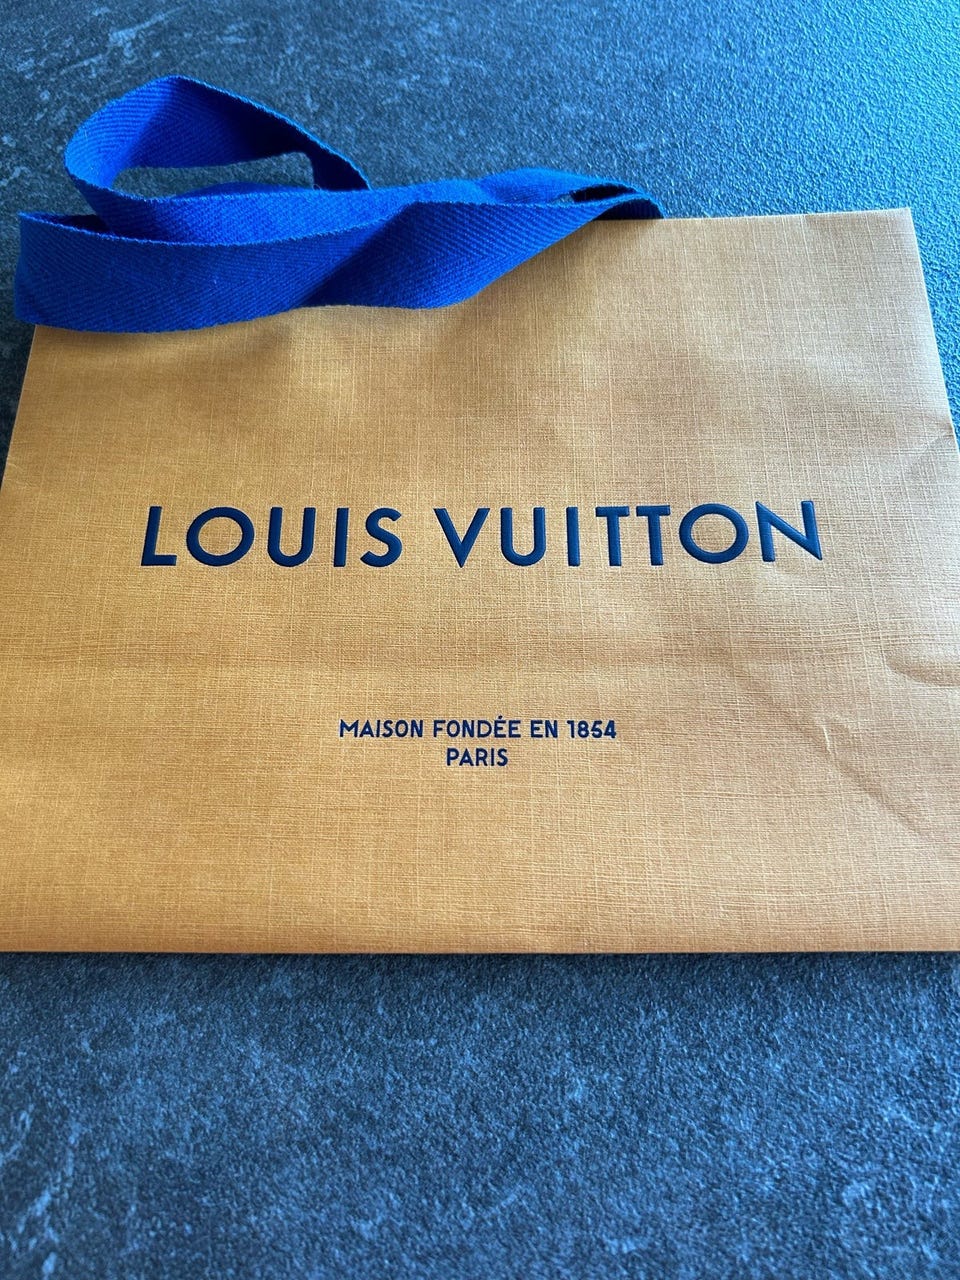 LOUIS VUITTON
MAISON FONDÉE EN 1854
PARIS